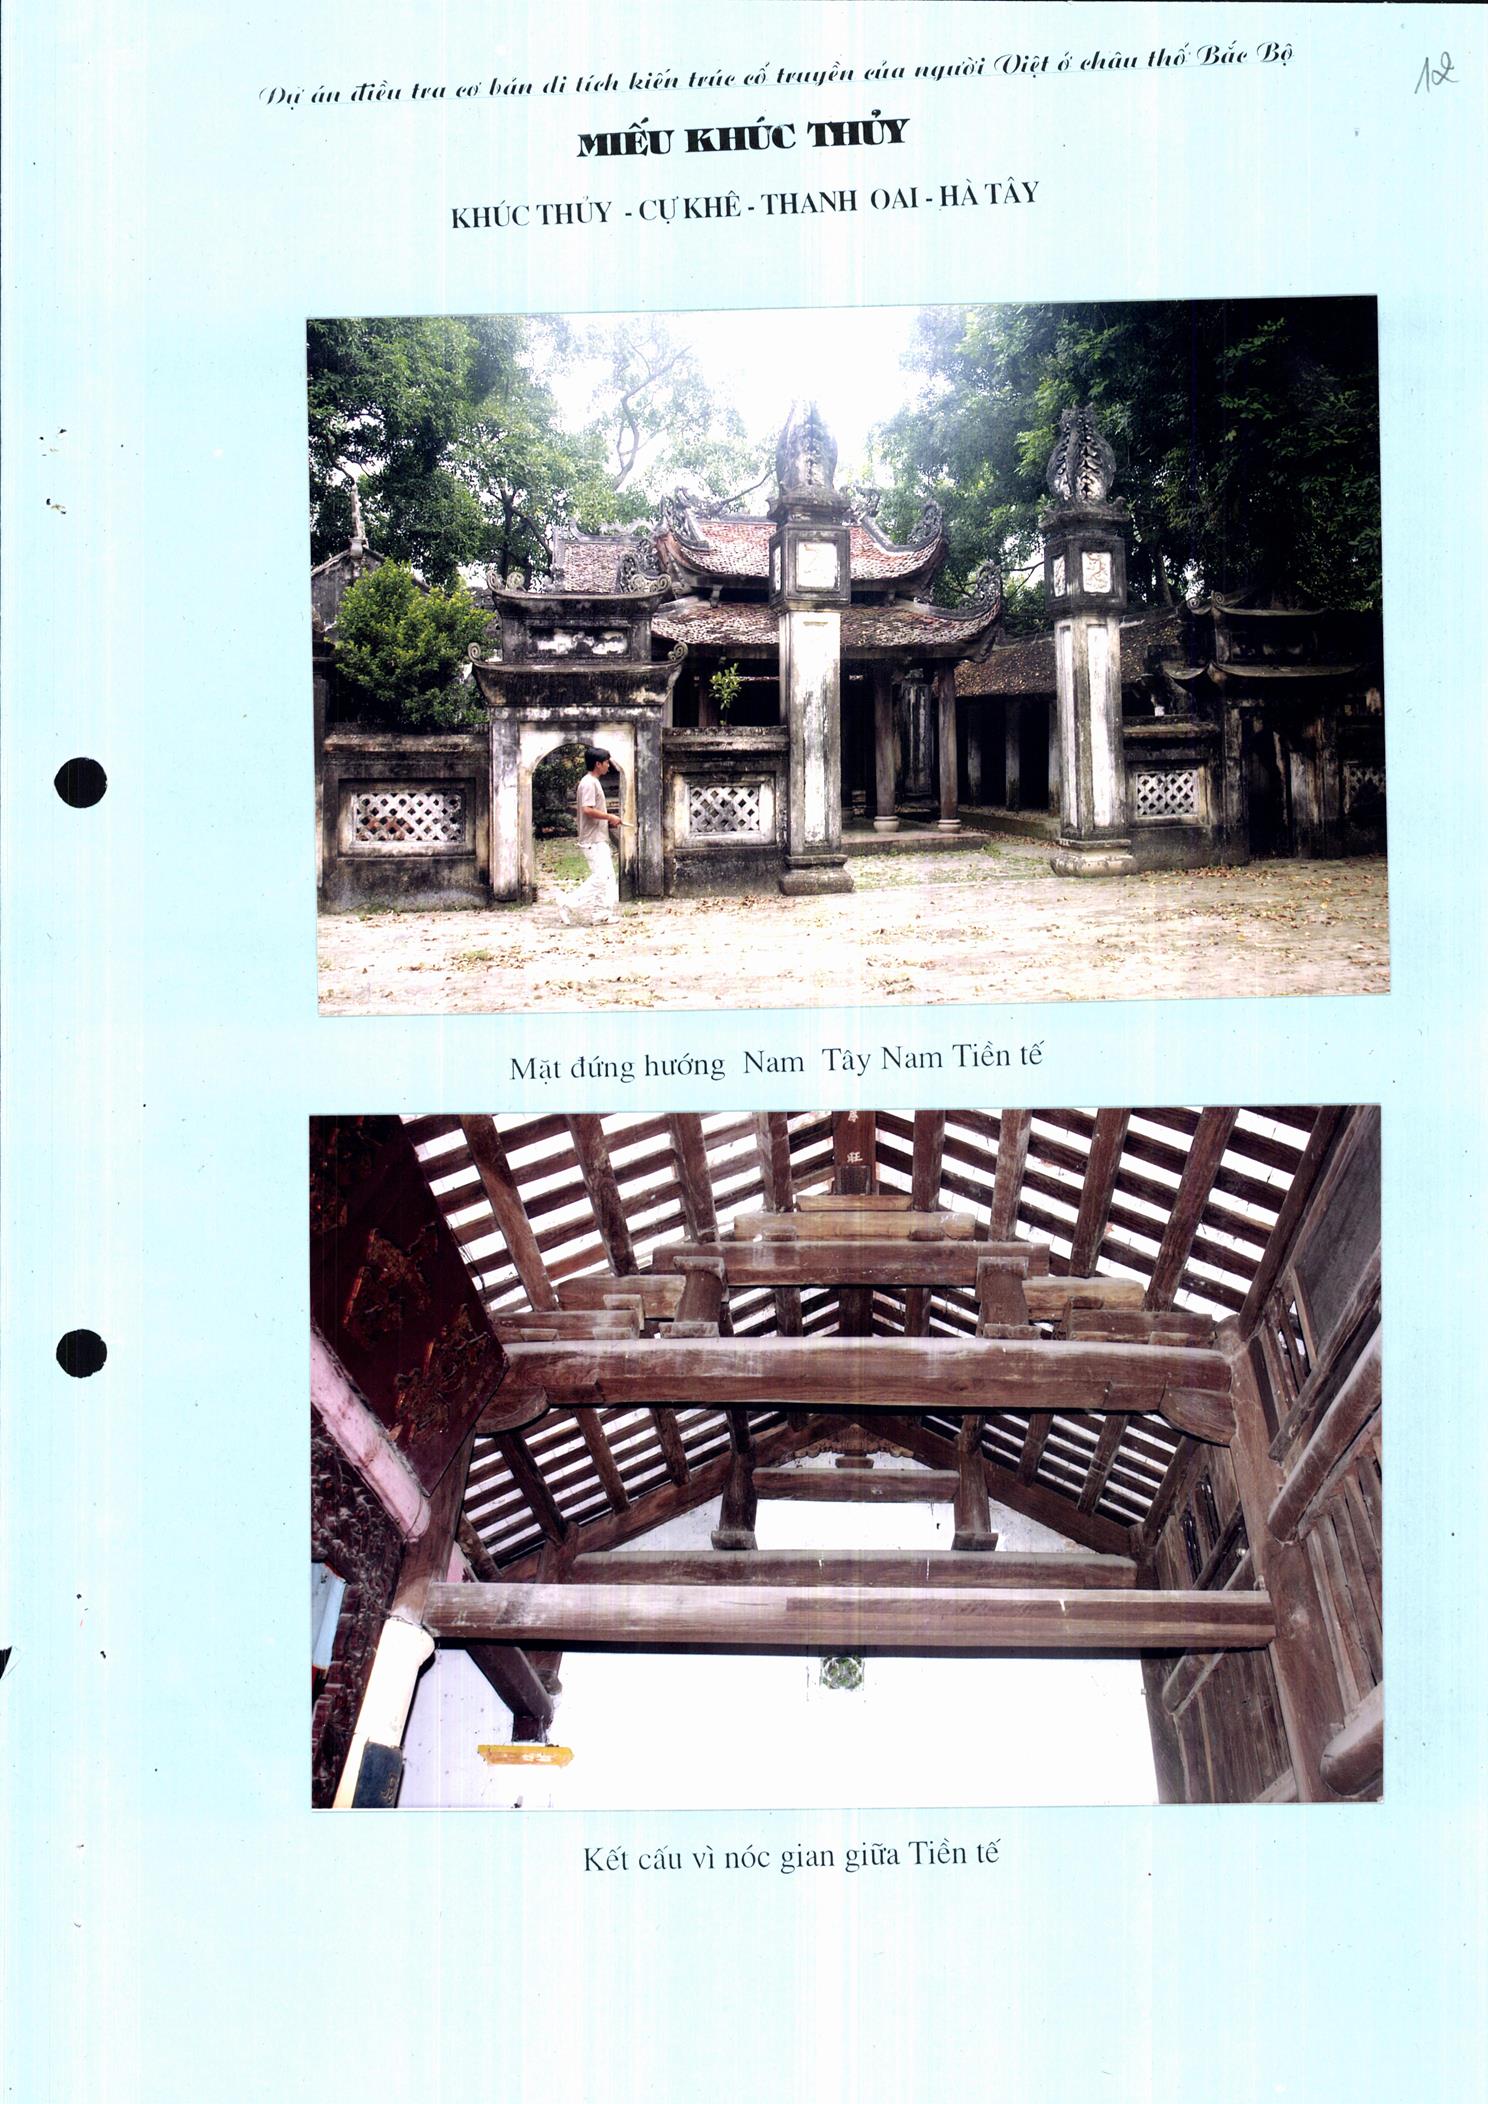 Dự án điều tra cơ bản di tích kiến trúc cổ truyền của người Việt ở châu thổ Bắc Bộ
12
MIẾU KHÚC THỦY
KHÚC THỦY - CỰ KHÊ - THANH OAI - HÀ TÂY
Mặt đứng hướng Nam Tây Nam Tiền tế
旺
Kết cấu vì nóc gian giữa Tiền tế